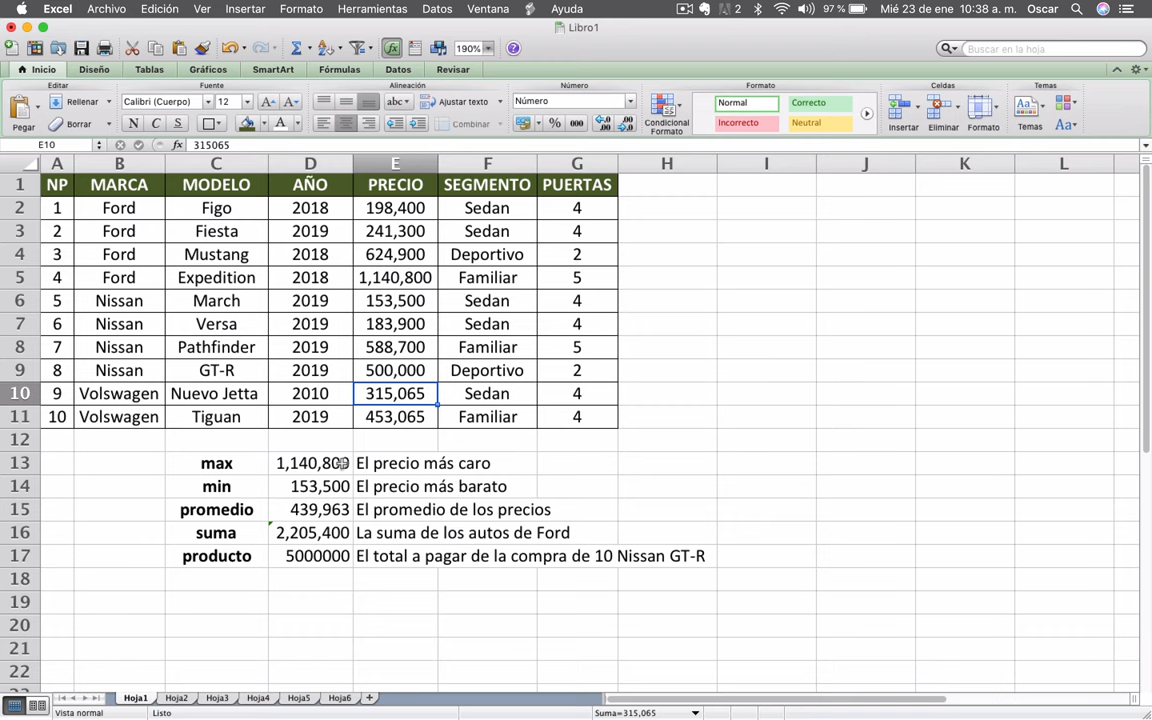 Excel Archivo Edición Ver Insertar Formato Herramientas Datos Ventana Ayuda 2 97% Mié 23 de ene 10:38 a. m. Oscar
Libro1
190% Buscar en la hoja
Inicio Diseño Tablas Gráficos SmartArt Fórmulas Datos Revisar
Editar Fuente Alineación Número Formato Celdas Temas
Pegar Rellenar Borrar Calibri (Cuerpo) 12 N C S A abc Ajustar texto Combinar Número % 000 Condicional Formato Normal Correcto Incorrecto Neutral Insertar Eliminar Formato Temas Aa
E10 fx 315065
A B C D E F G H I J K L
1 NP MARCA MODELO AÑO PRECIO SEGMENTO PUERTAS
2 1 Ford Figo 2018 198,400 Sedan 4
3 2 Ford Fiesta 2019 241,300 Sedan 4
4 3 Ford Mustang 2018 624,900 Deportivo 2
5 4 Ford Expedition 2018 1,140,800 Familiar 5
6 5 Nissan March 2019 153,500 Sedan 4
7 6 Nissan Versa 2019 183,900 Sedan 4
8 7 Nissan Pathfinder 2019 588,700 Familiar 5
9 8 Nissan GT-R 2019 500,000 Deportivo 2
10 9 Volswagen Nuevo Jetta 2010 315,065 Sedan 4
11 10 Volswagen Tiguan 2019 453,065 Familiar 4
12
13 max 1,140,800 El precio más caro
14 min 153,500 El precio más barato
15 promedio 439,963 El promedio de los precios
16 suma 2,205,400 La suma de los autos de Ford
17 producto 5000000 El total a pagar de la compra de 10 Nissan GT-R
18
19
20
21
22
Hoja1 Hoja2 Hoja3 Hoja4 Hoja5 Hoja6
Vista normal Listo Suma=315,065